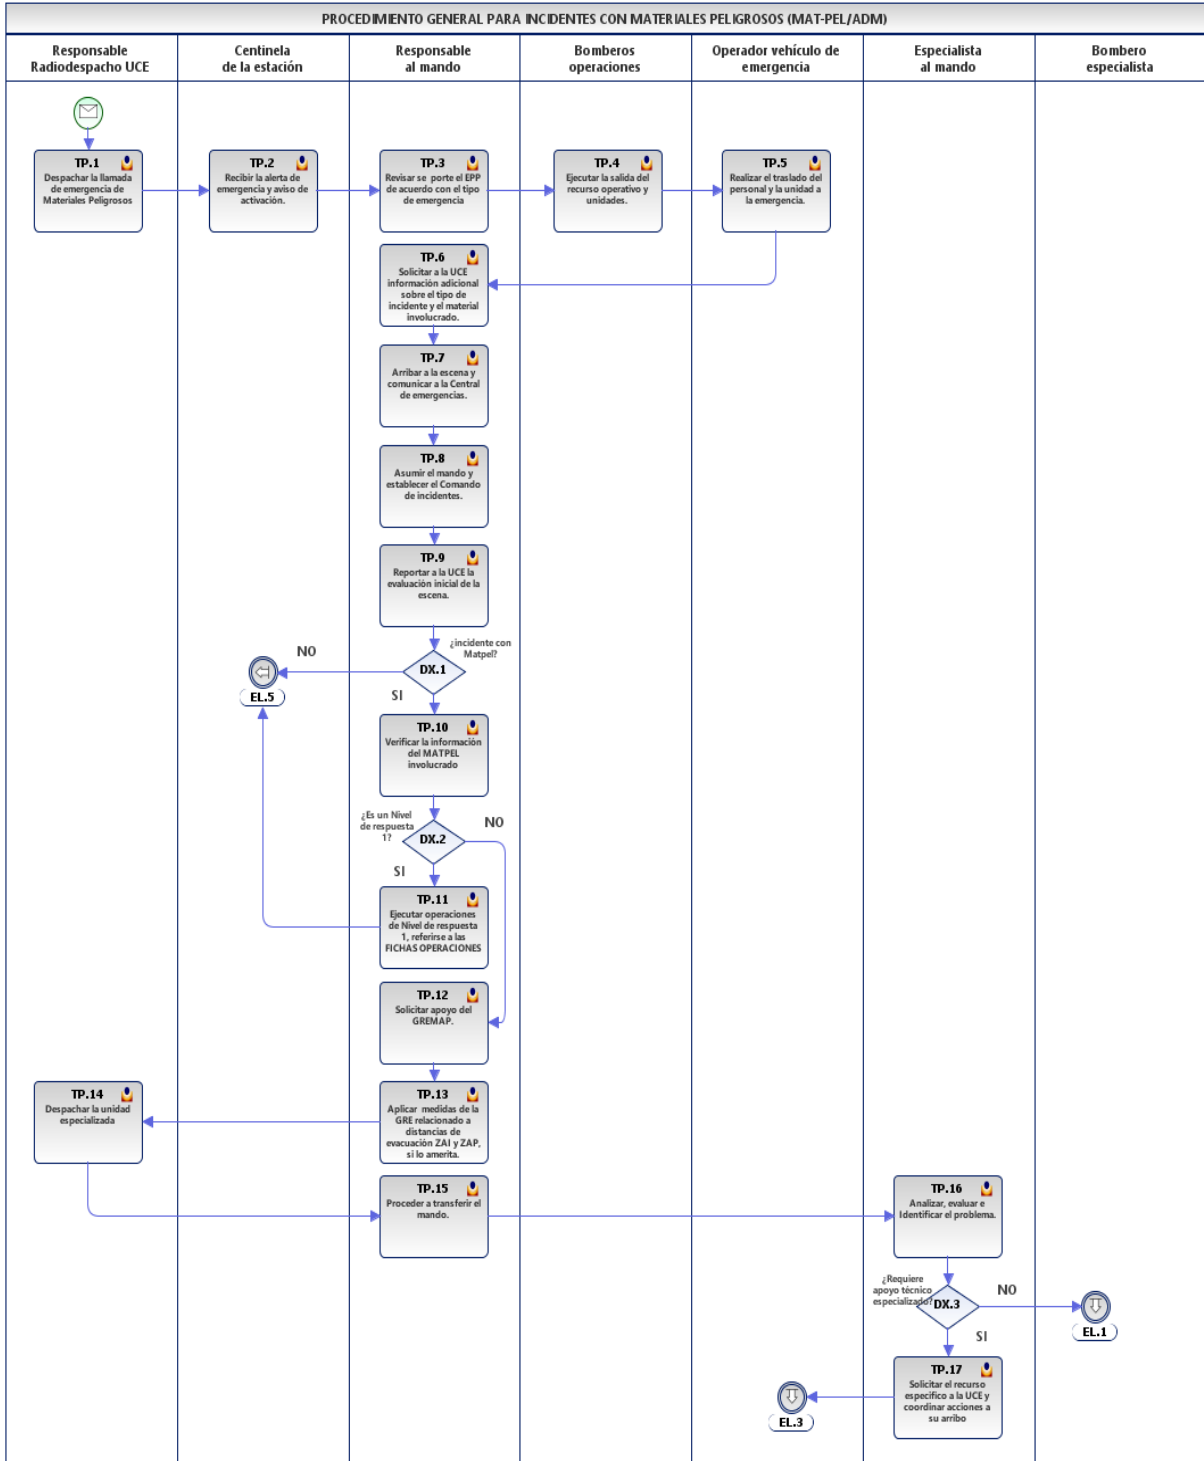 PROCEDIMIENTO GENERAL PARA INCIDENTES CON MATERIALES PELIGROSOS (MAT-PEL/ADM)
Responsable
Radiodespacho UCE
Centinela
de la estación
Responsable
al mando
Bomberos
operaciones
Operador vehículo de
emergencia
Especialista
al mando
Bombero
especialista
TP.1
Despachar la llamada
de emergencia de
Materiales Peligrosos
TP.2
Recibir la alerta de
emergencia y aviso de
activación.
TP.3
Revisar se porte el EPP
de acuerdo con el tipo
de emergencia
TP.4
Ejecutar la salida del
recurso operativo y
unidades.
TP.5
Realizar el traslado del
personal y la unidad a
la emergencia.
TP.6
Solicitar a la UCE
información adicional
sobre el tipo de
incidente y el material
involucrado.
TP.7
Arribar a la escena y
comunicar a la Central
de emergencias.
TP.8
Asumir el mando y
establecer el Comando
de incidentes.
TP.9
Reportar a la UCE la
evaluación inicial de la
escena.
¿incidente con
Matpel?
NO
DX.1
EL.5
SI
TP.10
Verificar la información
del MATPEL
involucrado
¿Es un Nivel
de respuesta
1?
NO
DX.2
SI
TP.11
Ejecutar operaciones
de Nivel de respuesta
1, referirse a las
FICHAS OPERACIONES
TP.12
Solicitar apoyo del
GREMAP.
TP.13
Aplicar medidas de la
GRE relacionado a
distancias de
evacuación ZAI y ZAP,
si lo amerita.
TP.14
Despachar la unidad
especializada
TP.15
Proceder a transferir el
mando.
TP.16
Analizar, evaluar e
Identificar el problema.
¿Requiere
apoyo técnico
especializado?
DX.3
NO
EL.1
SI
TP.17
Solicitar el recurso
especifico a la UCE y
coordinar acciones a
su arribo
EL.3